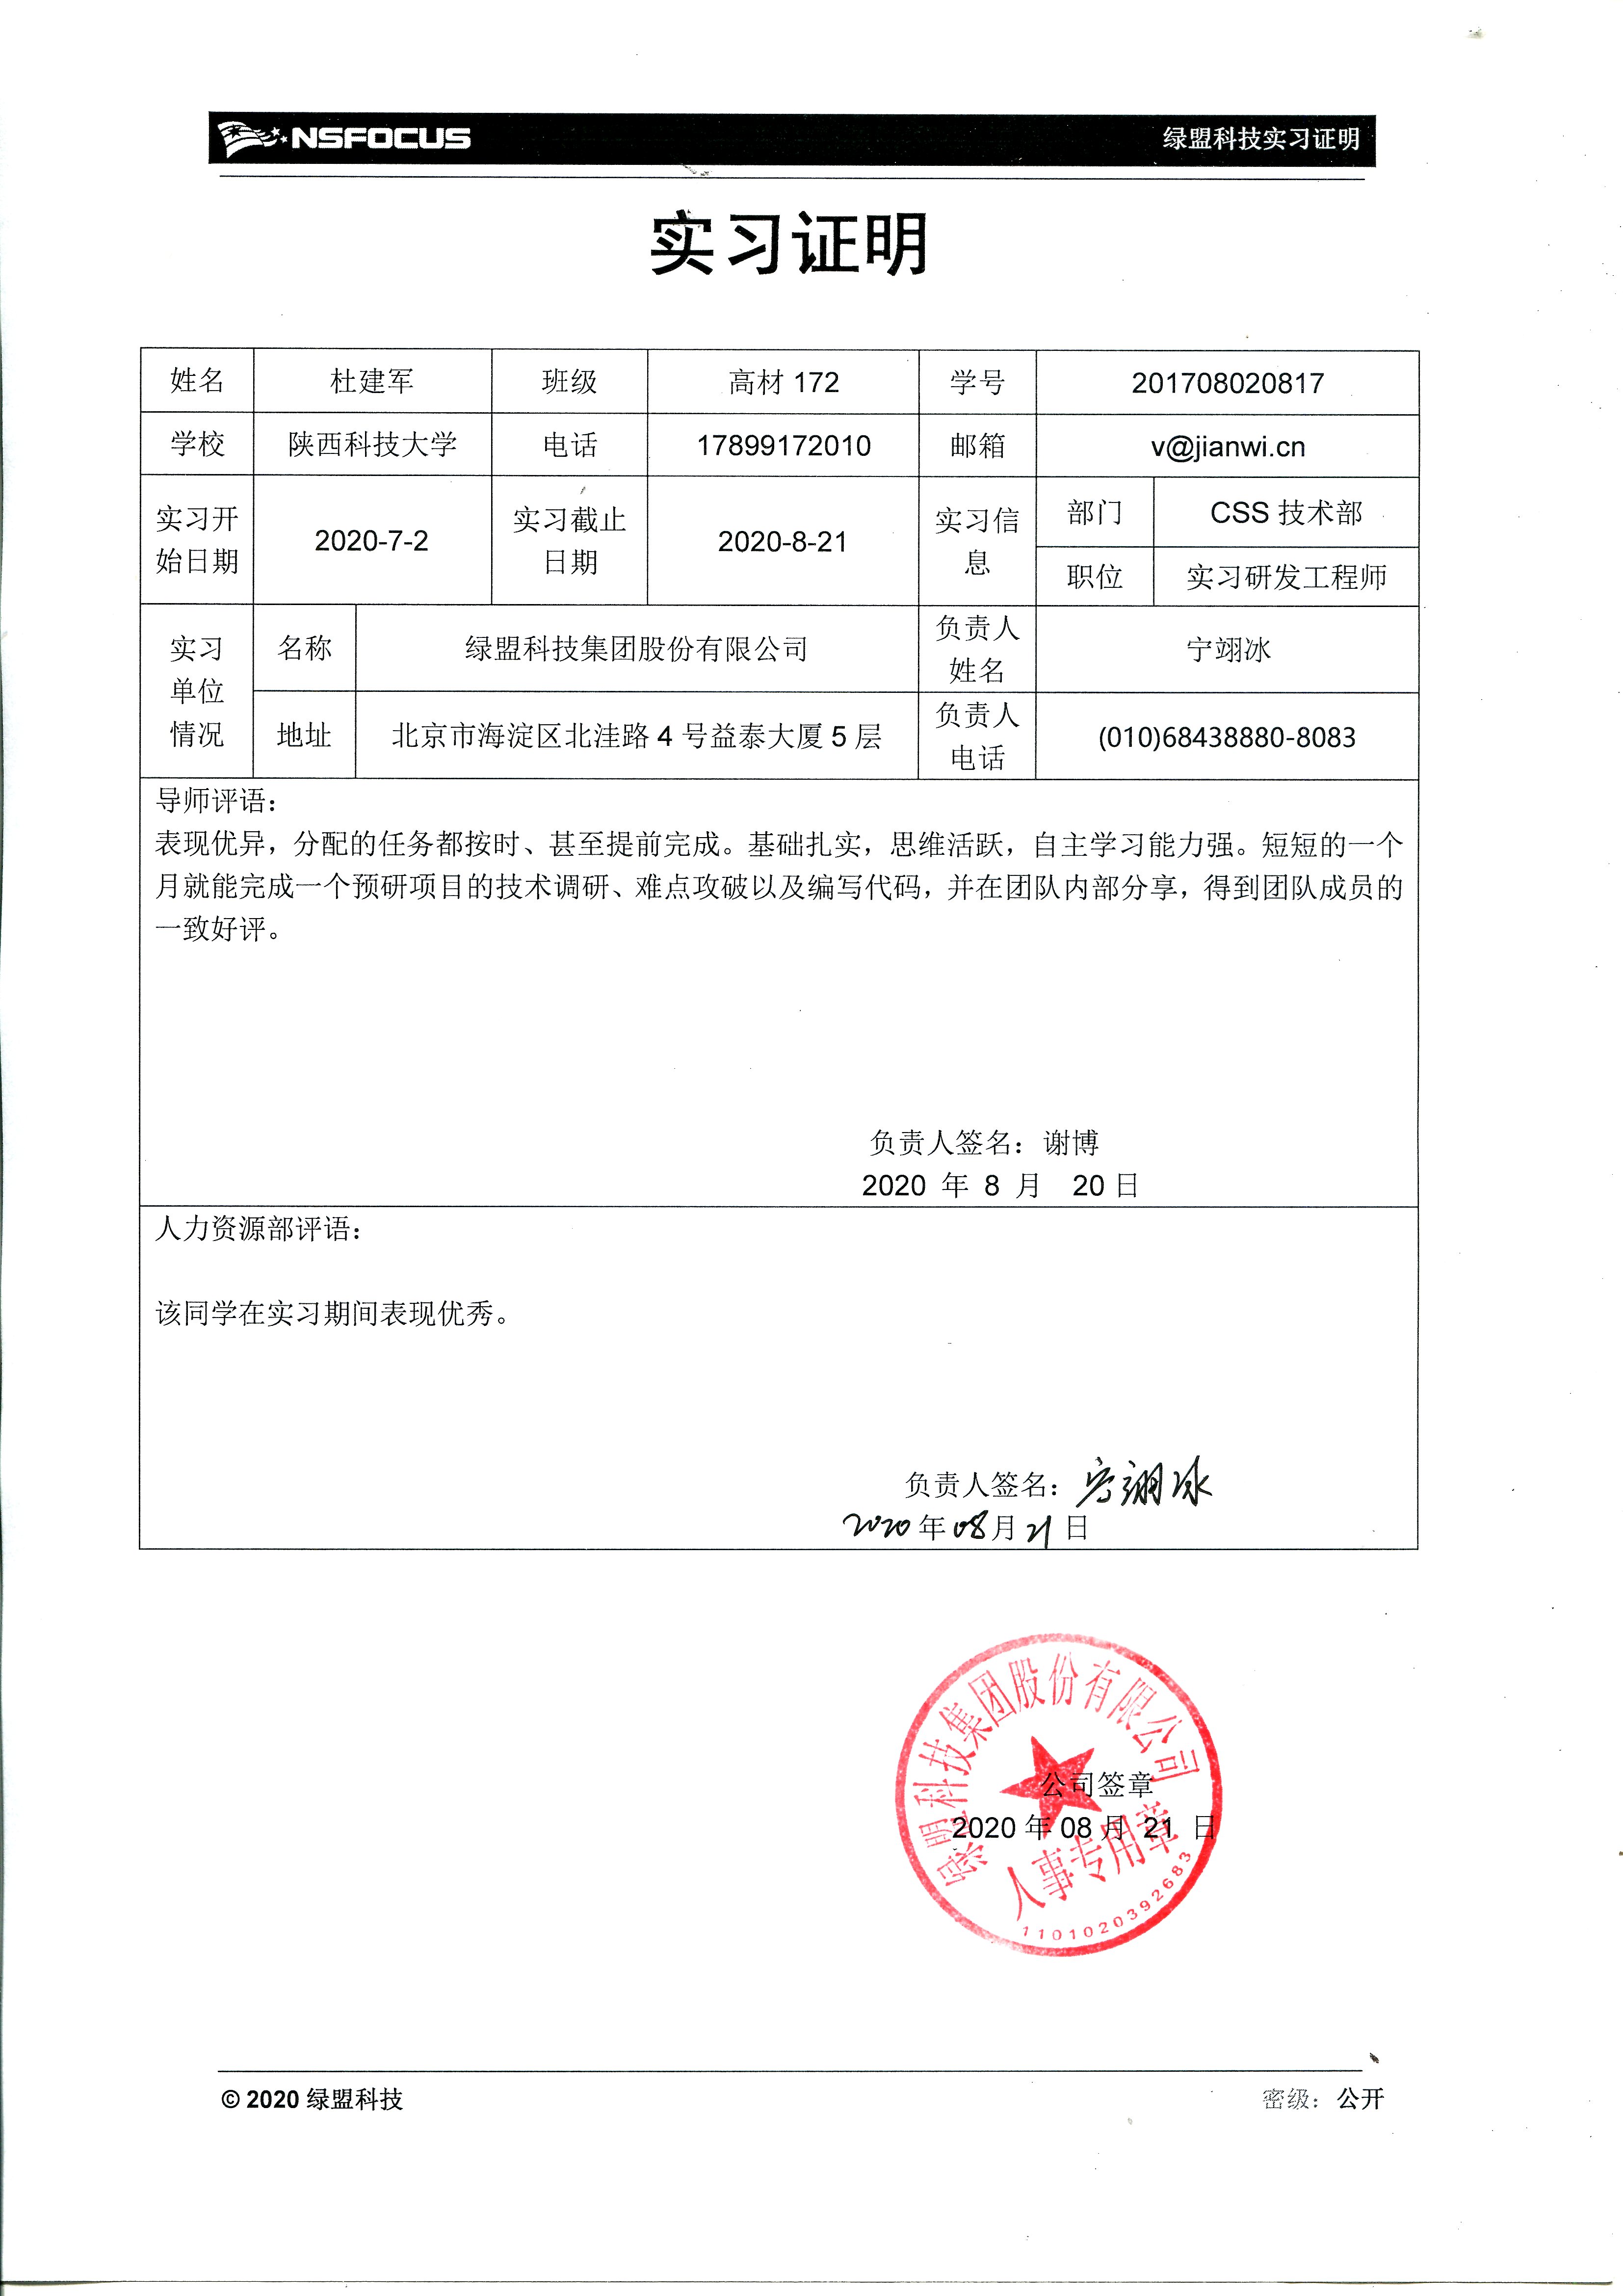 NSFOCUS 绿盟科技实习证明
实习证明
姓名 杜建军 班级 高材 172 学号 201708020817
学校 陕西科技大学 电话 17899172010 邮箱 v@jianwi.cn
实习开始日期 2020-7-2 实习截止日期 2020-8-21 实习信息 部门 CSS 技术部
职位 实习研发工程师
实习单位情况 名称 绿盟科技集团股份有限公司 负责人姓名 宁翊冰
地址 北京市海淀区北洼路 4 号益泰大厦 5 层 负责人电话 (010)68438880-8083
导师评语：
表现优异，分配的任务都按时、甚至提前完成。基础扎实，思维活跃，自主学习能力强。短短的一个
月就能完成一个预研项目的技术调研、难点攻破以及编写代码，并在团队内部分享，得到团队成员的
一致好评。
负责人签名：谢博
2020 年 8 月 20 日
人力资源部评语：
该同学在实习期间表现优秀。
负责人签名：宁翊冰
2020 年 08 月 21 日
绿盟科技集团股份有限公司
公司签章
2020 年 08 月 21 日
人事专用章
1101020392683
© 2020 绿盟科技 密级：公开